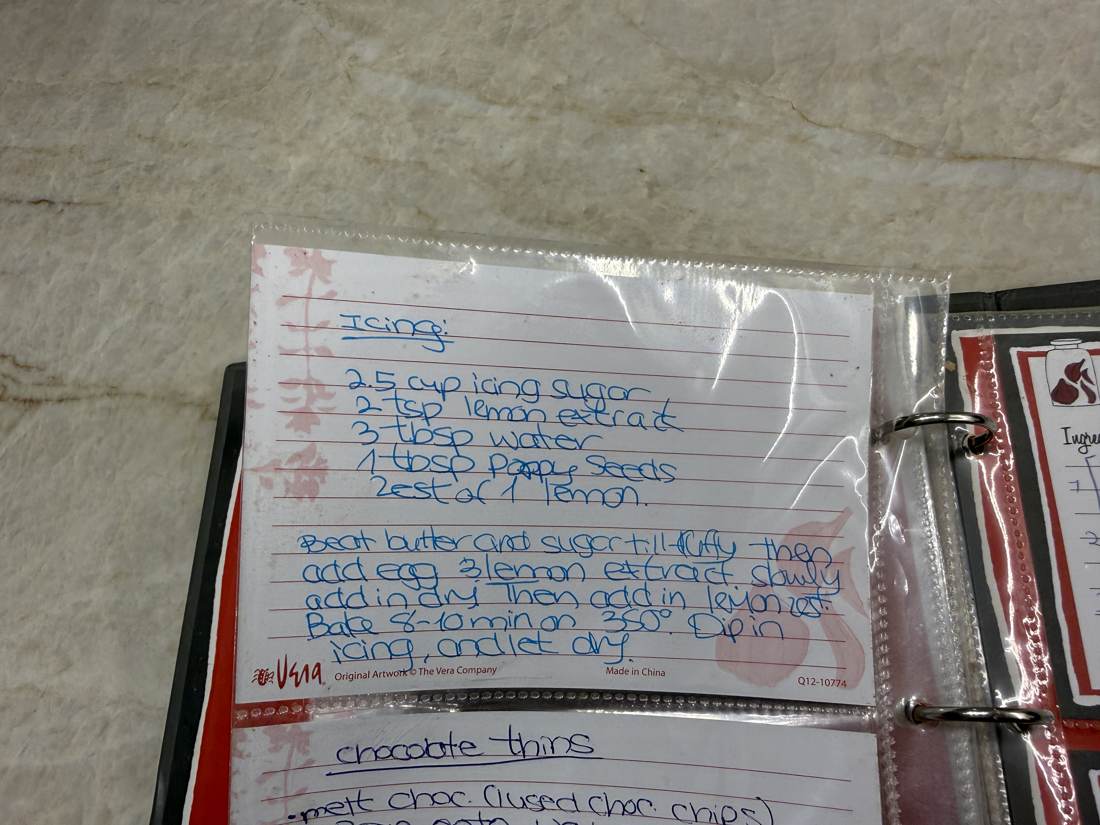 Icing:
2.5 cup icing sugar
2 tsp lemon extract
3 tbsp water
1 tbsp poppy seeds
Zest of 1 lemon.
Beat butter and sugar till fluffy then
add egg & lemon extract. slowly
add in dry. Then add in lemon zest.
Bake 8-10 min on 350°. Dip in
icing, and let dry.
Vera Original Artwork © The Vera Company Made in China Q12-10774
chocolate thins
• melt choc. (I used choc. chips)
Ingre
1
2